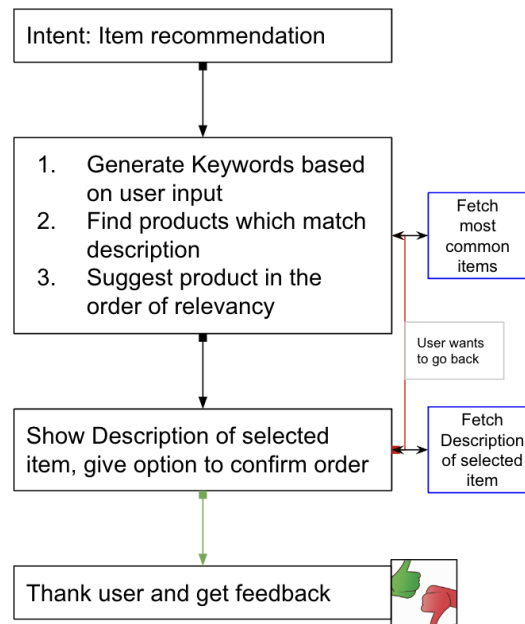 Intent: Item recommendation
1. Generate Keywords based
on user input
2. Find products which match
description
3. Suggest product in the
order of relevancy
Fetch
most
common
items
User wants
to go back
Show Description of selected
item, give option to confirm order
Fetch
Description
of selected
item
Thank user and get feedback